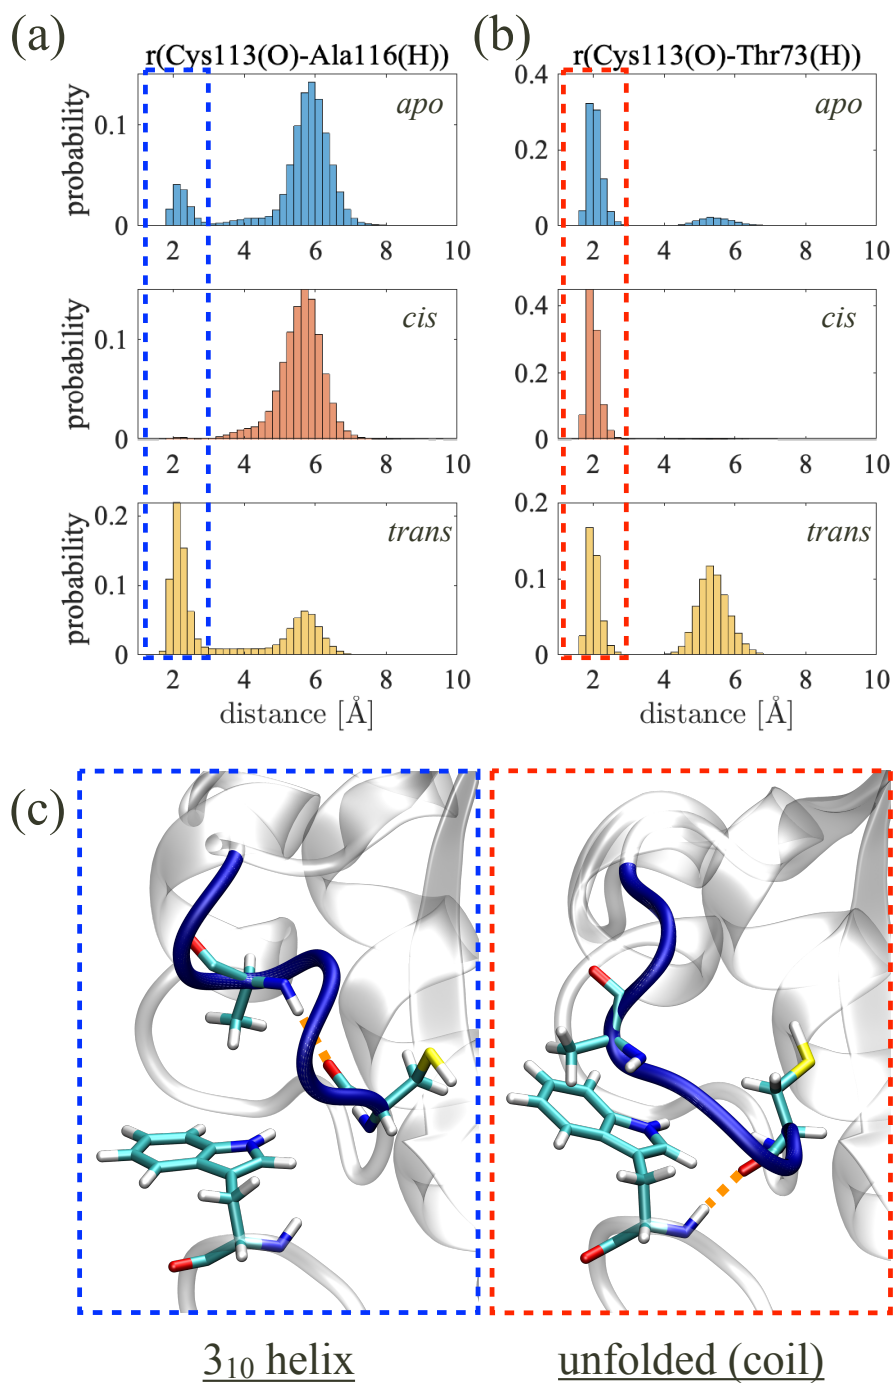 (a)
(b)
r(Cys113(O)-Ala116(H))
r(Cys113(O)-Thr73(H))
probability
0.1
0
apo
2 4 6 8 10
0.4
0.2
0
apo
2 4 6 8 10
probability
0.1
0
cis
2 4 6 8 10
0.4
0.2
0
cis
2 4 6 8 10
probability
0.2
0.1
0
trans
2 4 6 8 10
distance [Å]
0.2
0.1
0
trans
2 4 6 8 10
distance [Å]
(c)
3₁₀ helix
unfolded (coil)